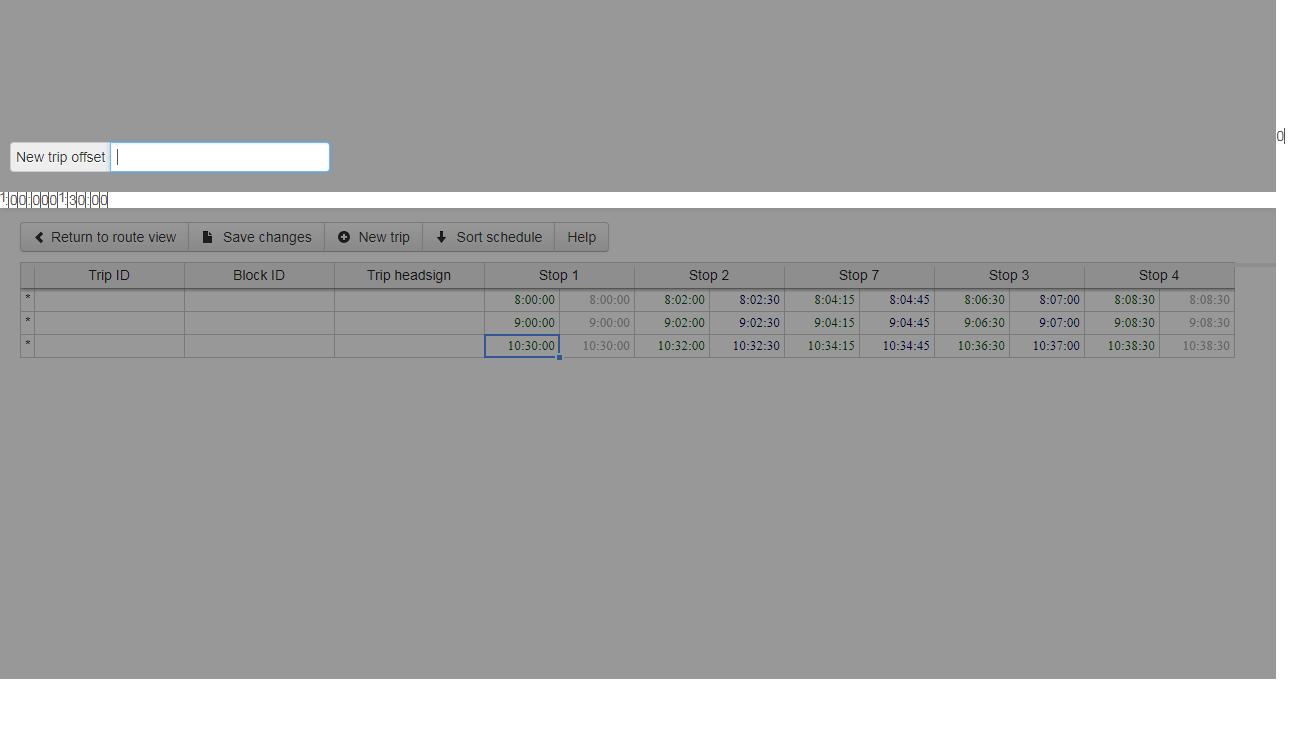 0
New trip offset
1:00:0001:30:00
Return to route view Save changes New trip Sort schedule Help
Trip ID Block ID Trip headsign Stop 1 Stop 2 Stop 7 Stop 3 Stop 4
* 8:00:00 8:00:00 8:02:00 8:02:30 8:04:15 8:04:45 8:06:30 8:07:00 8:08:30 8:08:30
* 9:00:00 9:00:00 9:02:00 9:02:30 9:04:15 9:04:45 9:06:30 9:07:00 9:08:30 9:08:30
* 10:30:00 10:30:00 10:32:00 10:32:30 10:34:15 10:34:45 10:36:30 10:37:00 10:38:30 10:38:30